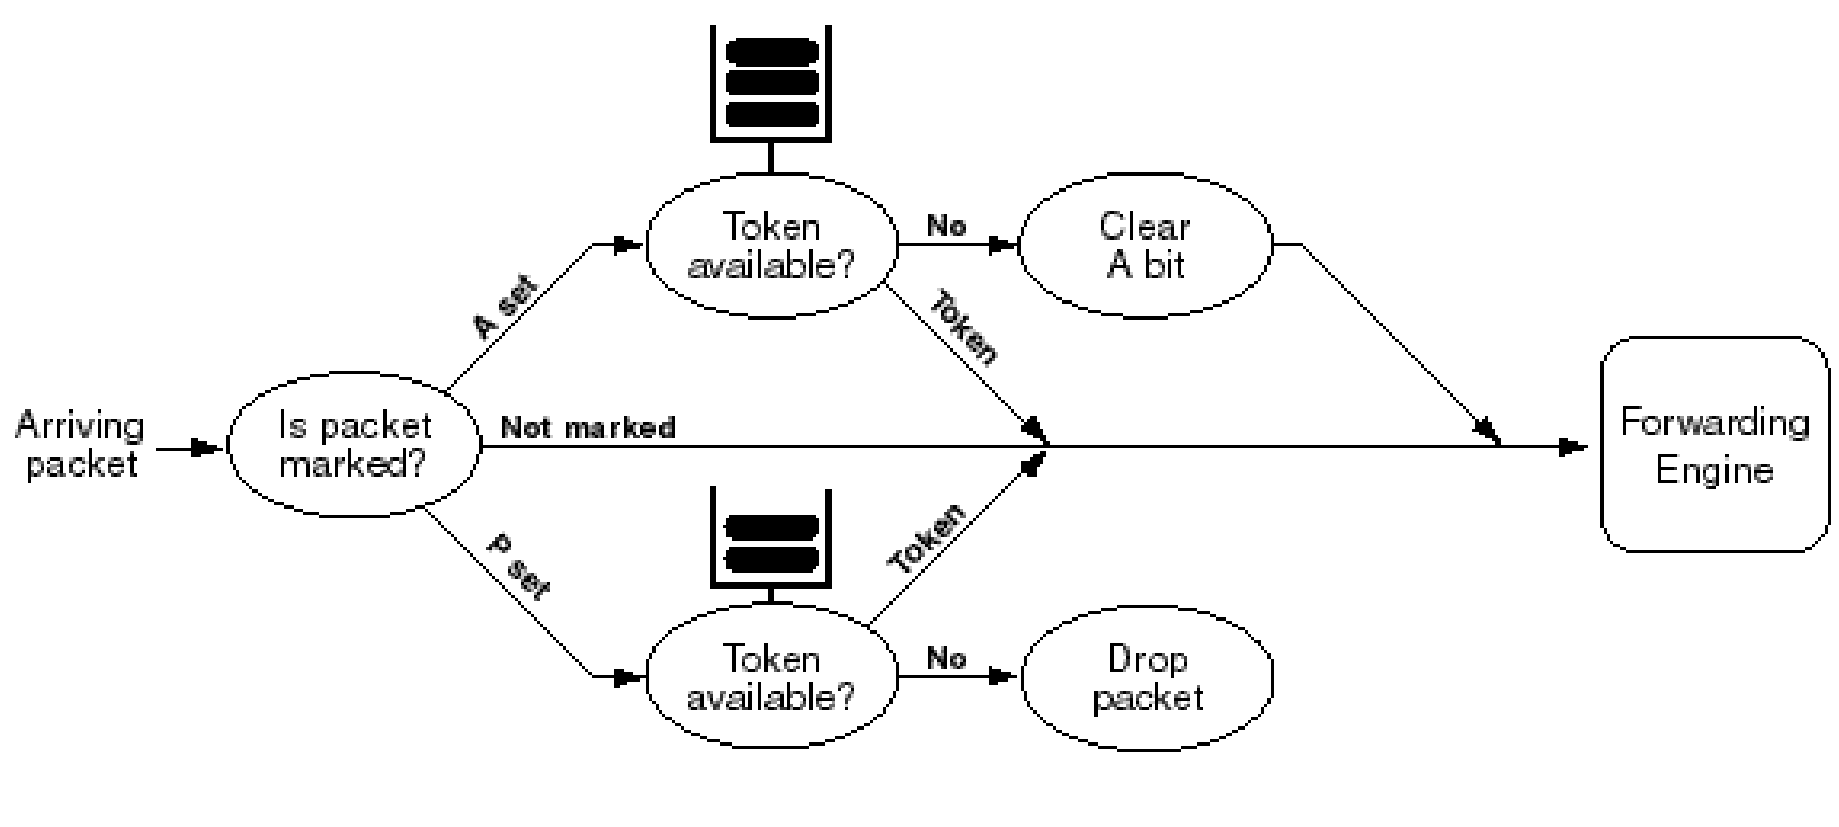 Token
available?
No
Clear
A bit
A set
Token
Arriving
packet
Is packet
marked?
Not marked
Forwarding
Engine
P set
Token
Token
available?
No
Drop
packet